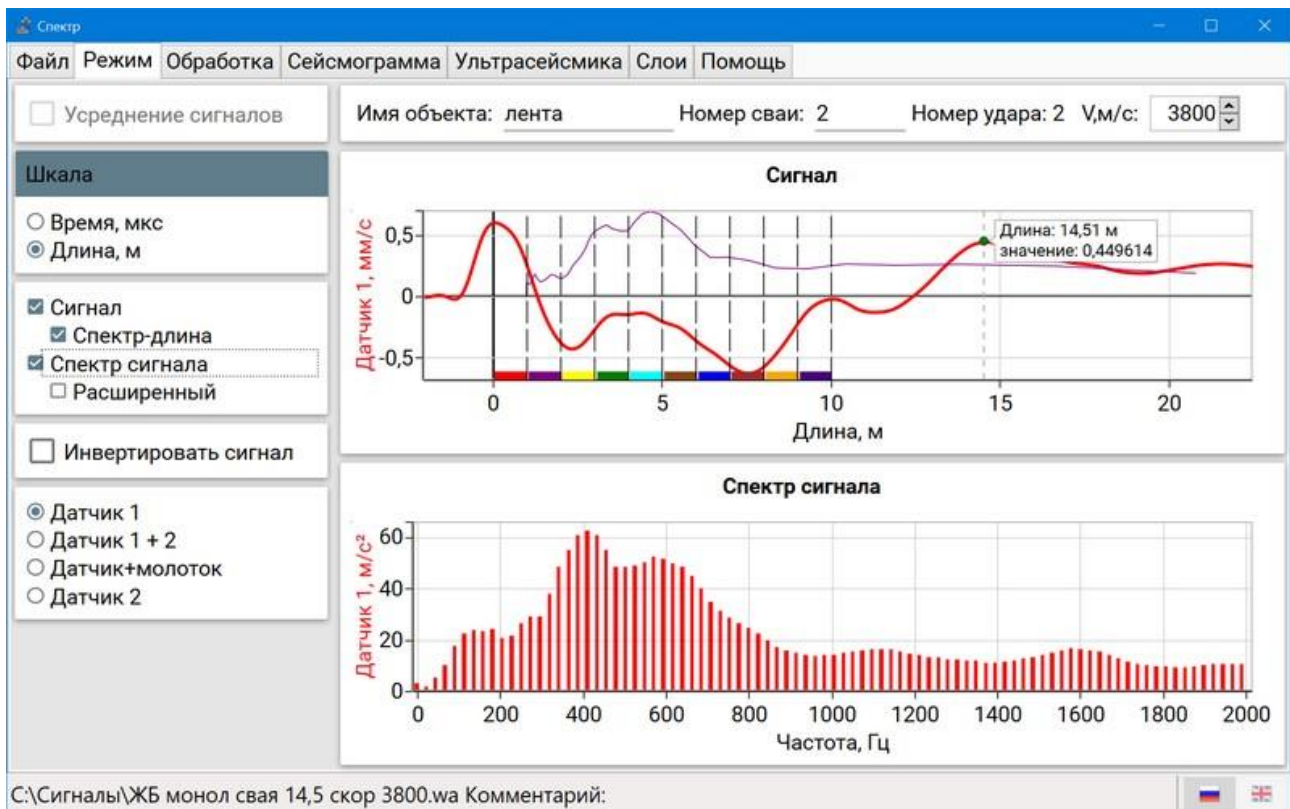 Спектр
Файл Режим Обработка Сейсмограмма Ультрасейсмика Слои Помощь
Усреднение сигналов
Имя объекта: лента Номер сваи: 2 Номер удара: 2 V,м/с: 3800
Шкала
Время, мкс
Длина, м
Сигнал
Спектр-длина
Спектр сигнала
Расширенный
Инвертировать сигнал
Датчик 1
Датчик 1 + 2
Датчик+молоток
Датчик 2
Сигнал
Датчик 1, мм/с
0,5
0
-0,5
Длина: 14,51 м
значение: 0,449614
0 5 10 15 20
Длина, м
Спектр сигнала
Датчик 1, м/с²
60
40
20
0
0 200 400 600 800 1000 1200 1400 1600 1800 2000
Частота, Гц
C:\Сигналы\ЖБ монол свая 14,5 скор 3800.wa Комментарий: